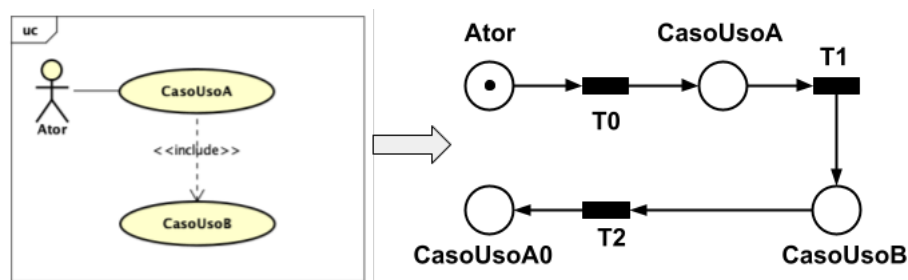 uc
CasoUsoA
Ator
<<include>>
CasoUsoB
Ator
CasoUsoA
T1
T0
CasoUsoA0
T2
CasoUsoB